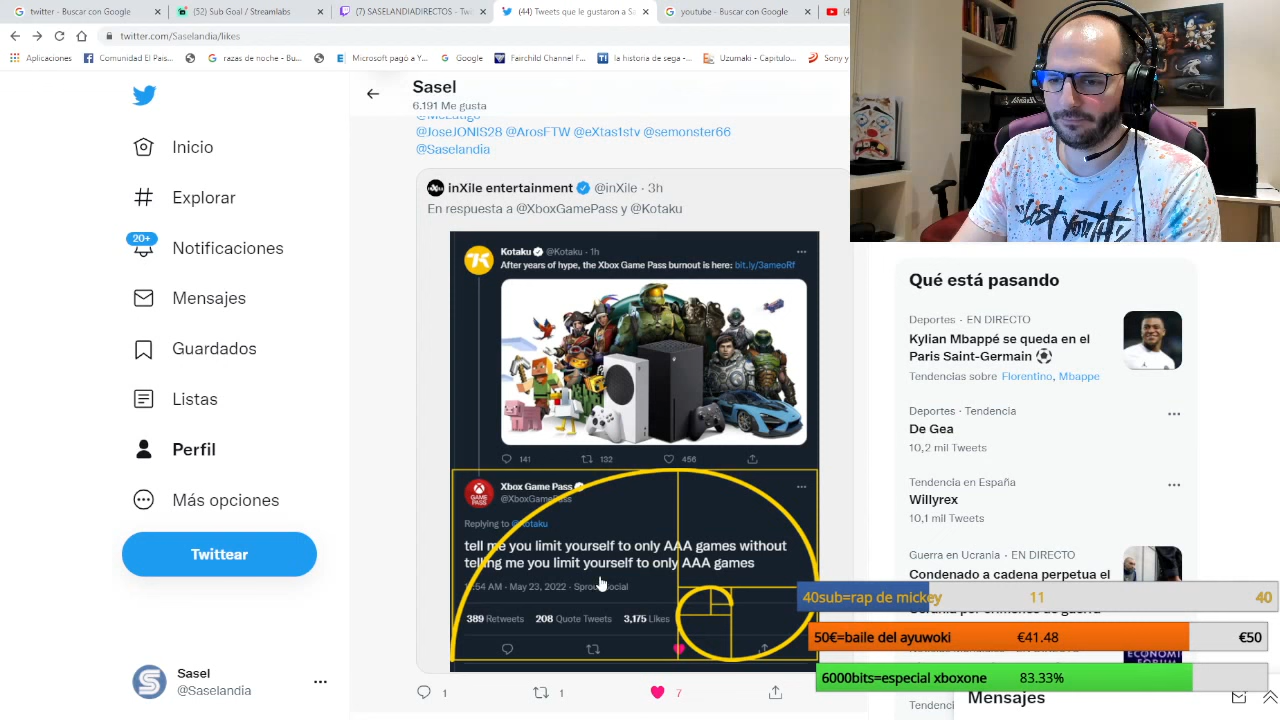 twitter - Buscar con Google
(52) Sub Goal / Streamlabs
(7) SASELANDIADIRECTOS - Twitc
(44) Tweets que le gustaron a Sa
youtube - Buscar con Google
twitter.com/Saselandia/likes
Aplicaciones
Comunidad El Pais...
razas de noche - Bu...
Microsoft pagó a Y...
Google
Fairchild Channel F...
la historia de sega -...
Uzumaki - Capitulo...
Sony y
Sasel
6.191 Me gusta
@JoseJONIS28 @ArosFTW @eXtas1stv @semonster66
@Saselandia
Inicio
Explorar
20+
Notificaciones
Mensajes
Guardados
Listas
Perfil
Más opciones
Twittear
Sasel
@Saselandia
inXile entertainment @inXile · 3h
En respuesta a @XboxGamePass y @Kotaku
Kotaku @Kotaku · 1h
After years of hype, the Xbox Game Pass burnout is here: bit.ly/3ameoRf
141 132 456
GAME PASS
Xbox Game Pass
@XboxGamePass
Replying to @Kotaku
tell me you limit yourself to only AAA games without
telling me you limit yourself to only AAA games
:54 AM · May 23, 2022 · Sprout Social
389 Retweets 208 Quote Tweets 3,175 Likes
1 1 7
Qué está pasando
Deportes · EN DIRECTO
Kylian Mbappé se queda en el
Paris Saint-Germain
Tendencias sobre Florentino, Mbappe
Deportes · Tendencia
De Gea
10,2 mil Tweets
Tendencia en España
Willyrex
10,1 mil Tweets
Guerra en Ucrania · EN DIRECTO
Condenado a cadena perpetua el
40sub=rap de mickey 11 40
50€=baile del ayuwoki €41.48 €50
ECONOMIC
FORUM
6000bits=especial xboxone 83.33%
Mensajes